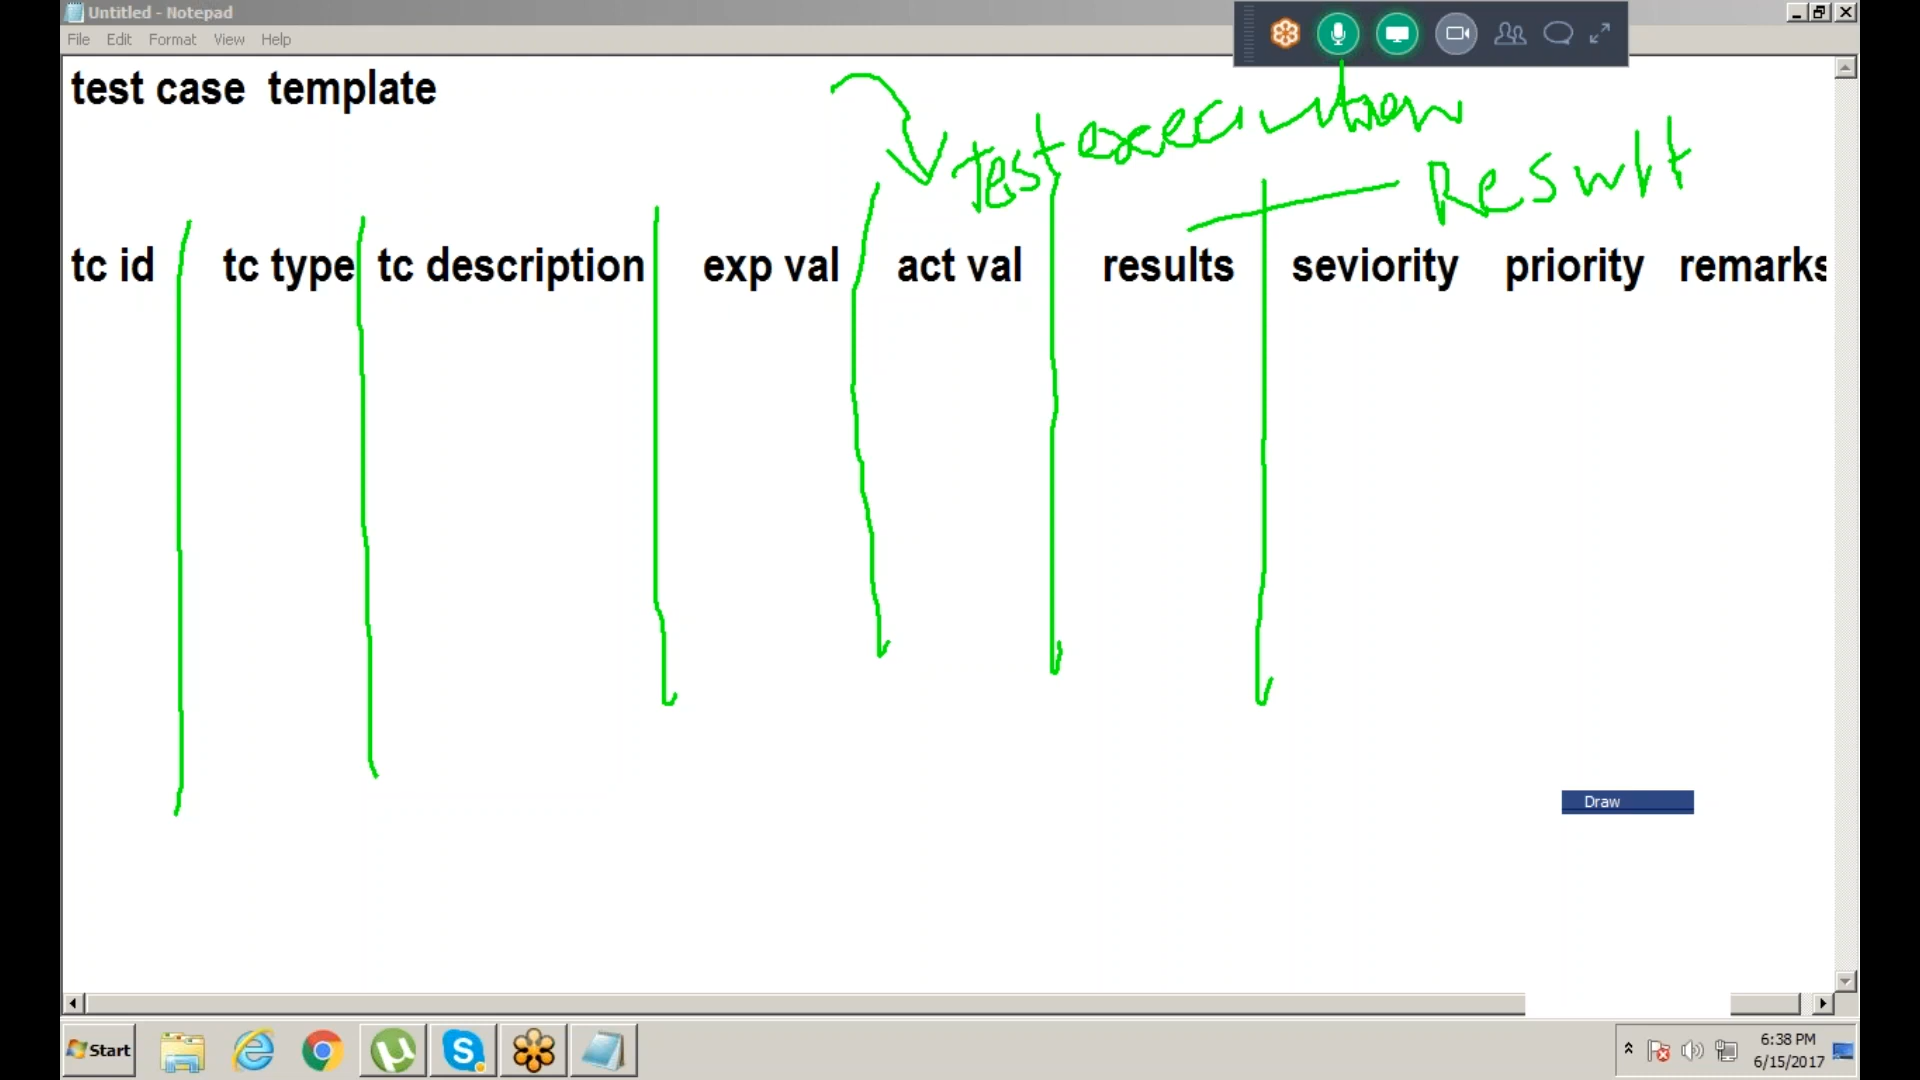 Untitled - Notepad
File Edit Format View Help
test case template
Test execution
Result
tc id tc type tc description exp val act val results seviority priority remarks
Draw
Start
6:38 PM
6/15/2017